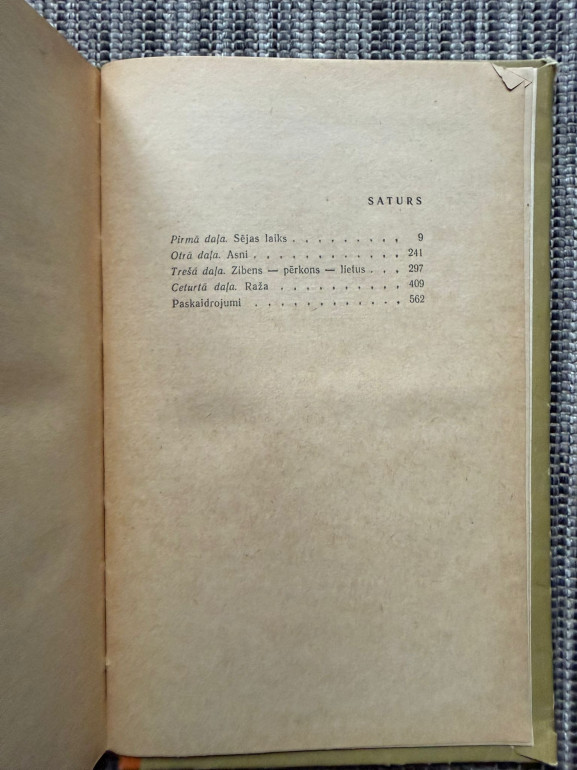 SATURS
Pirmā daļa. Sējas laiks . . . . . . . . . 9
Otrā daļa. Asni . . . . . . . . . . . . 241
Trešā daļa. Zibens — pērkons — lietus . . . 297
Ceturtā daļa. Raža . . . . . . . . . . 409
Paskaidrojumi . . . . . . . . . . . . 562